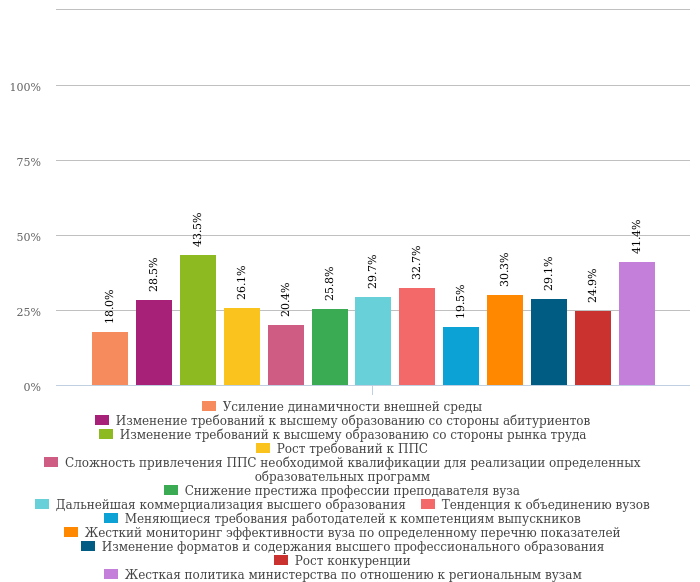 100%
75%
50%
25%
0%
18.0%
28.5%
43.5%
26.1%
20.4%
25.8%
29.7%
32.7%
19.5%
30.3%
29.1%
24.9%
41.4%
Усиление динамичности внешней среды
Изменение требований к высшему образованию со стороны абитуриентов
Изменение требований к высшему образованию со стороны рынка труда
Рост требований к ППС
Сложность привлечения ППС необходимой квалификации для реализации определенных
образовательных программ
Снижение престижа профессии преподавателя вуза
Дальнейшая коммерциализация высшего образования Тенденция к объединению вузов
Меняющиеся требования работодателей к компетенциям выпускников
Жесткий мониторинг эффективности вуза по определенному перечню показателей
Изменение форматов и содержания высшего профессионального образования
Рост конкуренции
Жесткая политика министерства по отношению к региональным вузам